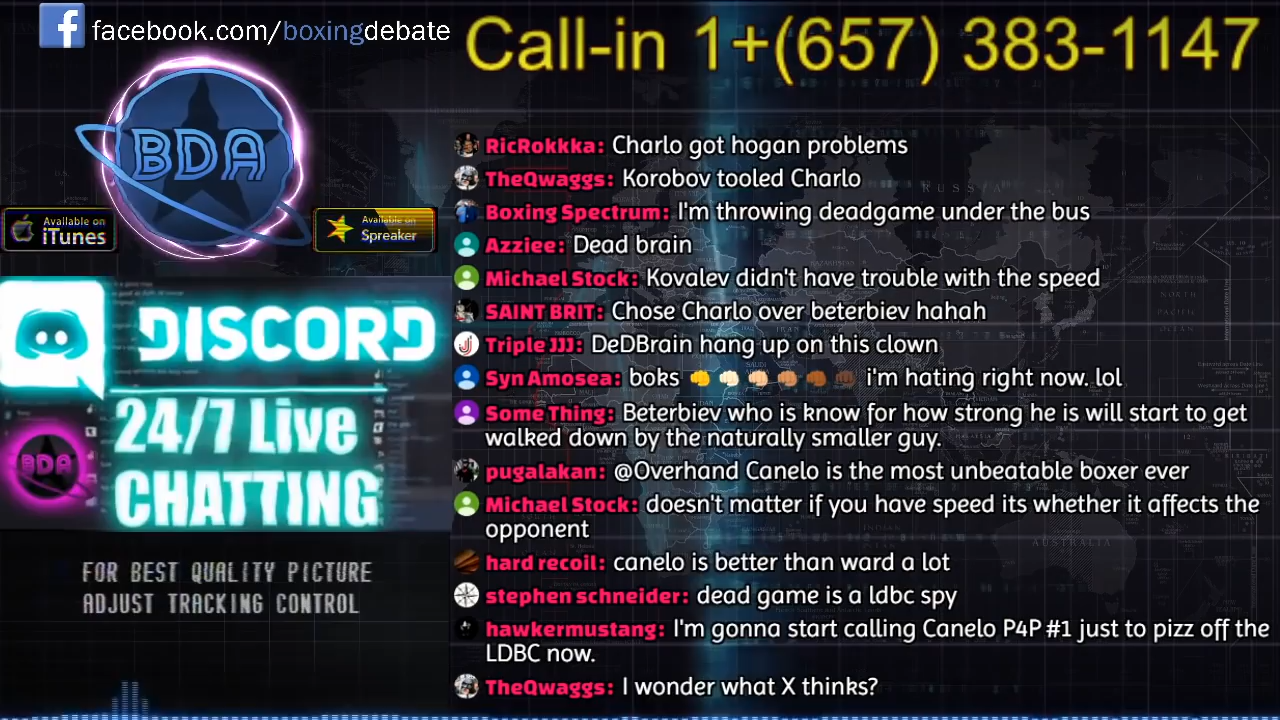 facebook.com/boxingdebate
Call-in 1+(657) 383-1147
BDA
Available on
iTunes
Available on
Spreaker
DISCORD
24/7 Live
CHATTING
BDA
FOR BEST QUALITY PICTURE
ADJUST TRACKING CONTROL
RicRokkka: Charlo got hogan problems
TheQwaggs: Korobov tooled Charlo
Boxing Spectrum: I'm throwing deadgame under the bus
Azziee: Dead brain
Michael Stock: Kovalev didn't have trouble with the speed
SAINT BRIT: Chose Charlo over beterbiev hahah
Triple JJJ: DeDBrain hang up on this clown
Syn Amosea: boks 👊👊🏻👊🏼👊🏽👊🏾👊🏿 i'm hating right now. lol
Some Thing: Beterbiev who is know for how strong he is will start to get
walked down by the naturally smaller guy.
pugalakan: @Overhand Canelo is the most unbeatable boxer ever
Michael Stock: doesn't matter if you have speed its whether it affects the
opponent
hard recoil: canelo is better than ward a lot
stephen schneider: dead game is a ldbc spy
hawkermustang: I'm gonna start calling Canelo P4P #1 just to pizz off the
LDBC now.
TheQwaggs: I wonder what X thinks?
RUSSIA
AUSTRALIA